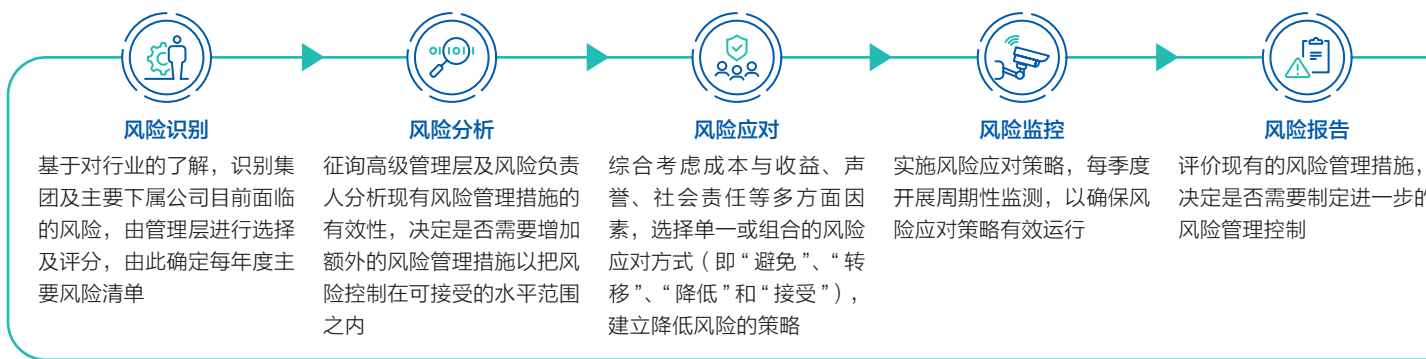 风险识别
基于对行业的了解，识别集
团及主要下属公司目前面临
的风险，由管理层进行选择
及评分，由此确定每年度主
要风险清单
风险分析
征询高级管理层及风险负责
人分析现有风险管理措施的
有效性，决定是否需要增加
额外的风险管理措施以把风
险控制在可接受的水平范围
之内
风险应对
综合考虑成本与收益、声
誉、社会责任等多方面因
素，选择单一或组合的风险
应对方式（即“避免”、“转
移”、“降低”和“接受”），
建立降低风险的策略
风险监控
实施风险应对策略，每季度
开展周期性监测，以确保风
险应对策略有效运行
风险报告
评价现有的风险管理措施，
决定是否需要制定进一步的
风险管理控制